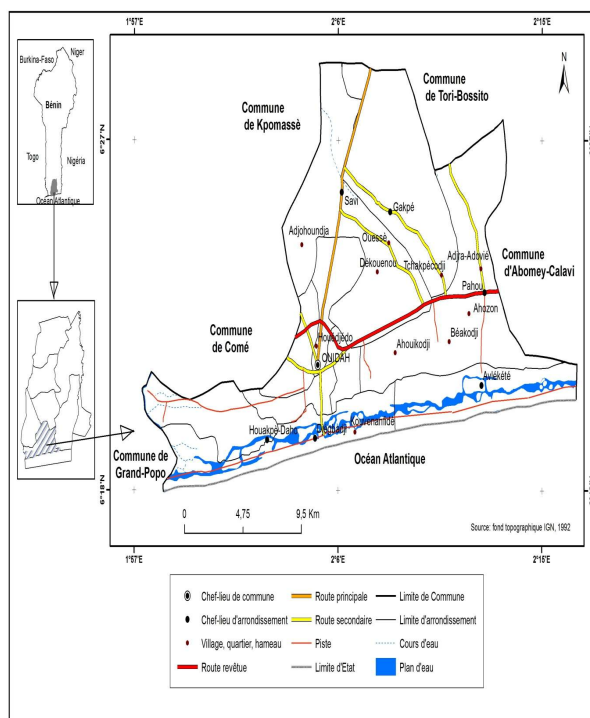 1°57'E
2°6'E
2°15'E
Niger
Burkina-Faso
Bénin
Togo
Nigéria
Océan Atlantique
N
Commune
de Tori-Bossito
Commune
de Kpomassè
6°27'N
Savi
Gakpé
Adjohoundja
Ouessè
Dékouenou
Tchakpécodji
Adjra-Adovié
Commune
d'Abomey-Calavi
Pahou
Ahozon
Commune
de Comé
Houédjèdo
OUIDAH
Ahouikodji
Béakodji
Avlékété
Houakpè-Daho
Djègbadji
Commune de
Grand-Popo
Océan Atlantique
6°18'N
0
4,75
9,5 Km
Source: fond topographique IGN, 1992
1°57'E
2°6'E
2°15'E
Chef-lieu de commune
Route principale
Limite de Commune
Chef-lieu d'arrondissement
Route secondaire
Limite d'arrondissement
Village, quartier, hameau
Piste
Cours d'eau
Route revêtue
Limite d'Etat
Plan d'eau